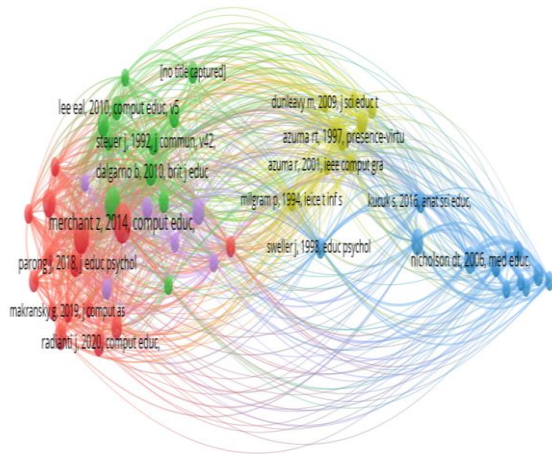 [no title captured]
lee eal, 2010, comput educ, v5
dunleavy m, 2009, j sci educ t
steuer j, 1992, j commun, v42,
azuma rt, 1997, presence-virtu
dalgarno b, 2010, brit j educ
azuma r, 2001, ieee comput gra
milgram p, 1994, ieice t inf s
kucuk s, 2016, anat sci educ,
merchant z, 2014, comput educ,
sweller j, 1998, educ psychol
parong j, 2018, j educ psychol
nicholson dt, 2006, med educ,
makransky g, 2019, j comput as
radianti j, 2020, comput educ,